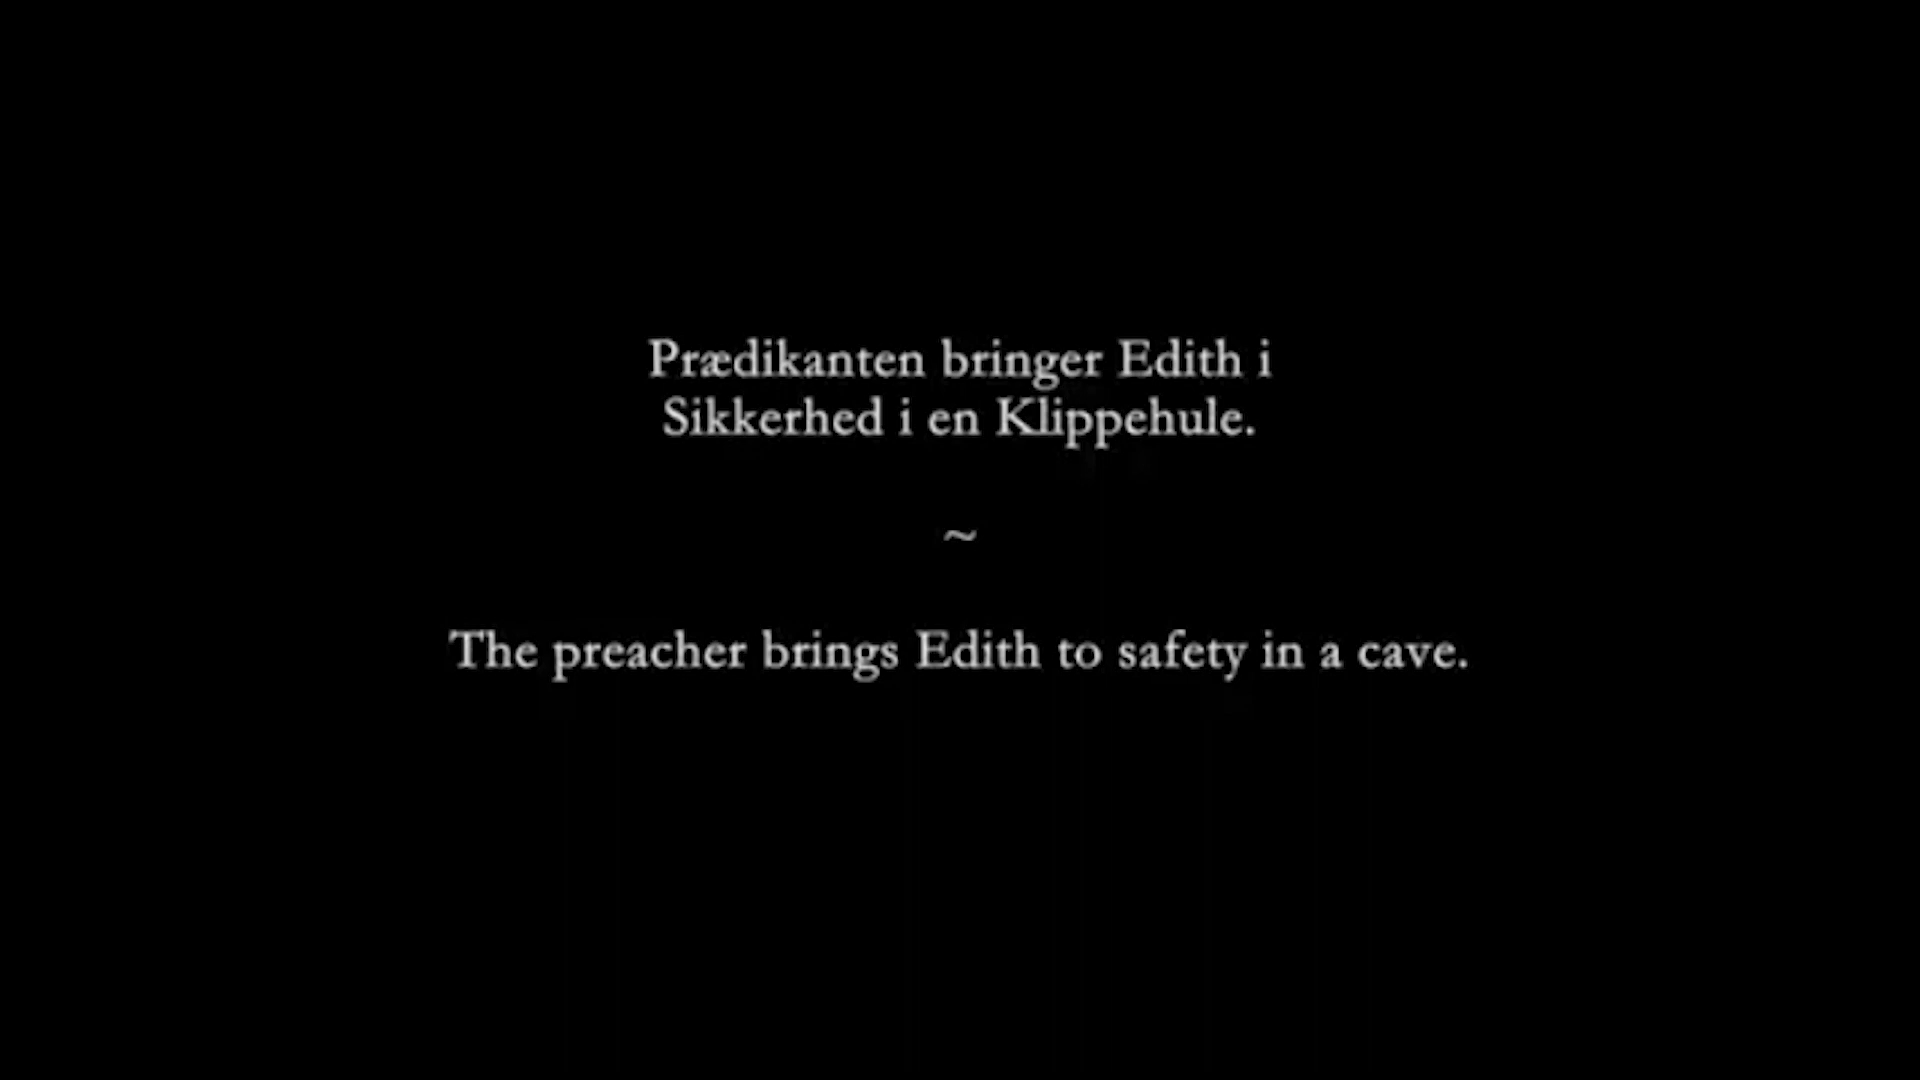 Prædikanten bringer Edith i
Sikkerhed i en Klippehule.
~
The preacher brings Edith to safety in a cave.